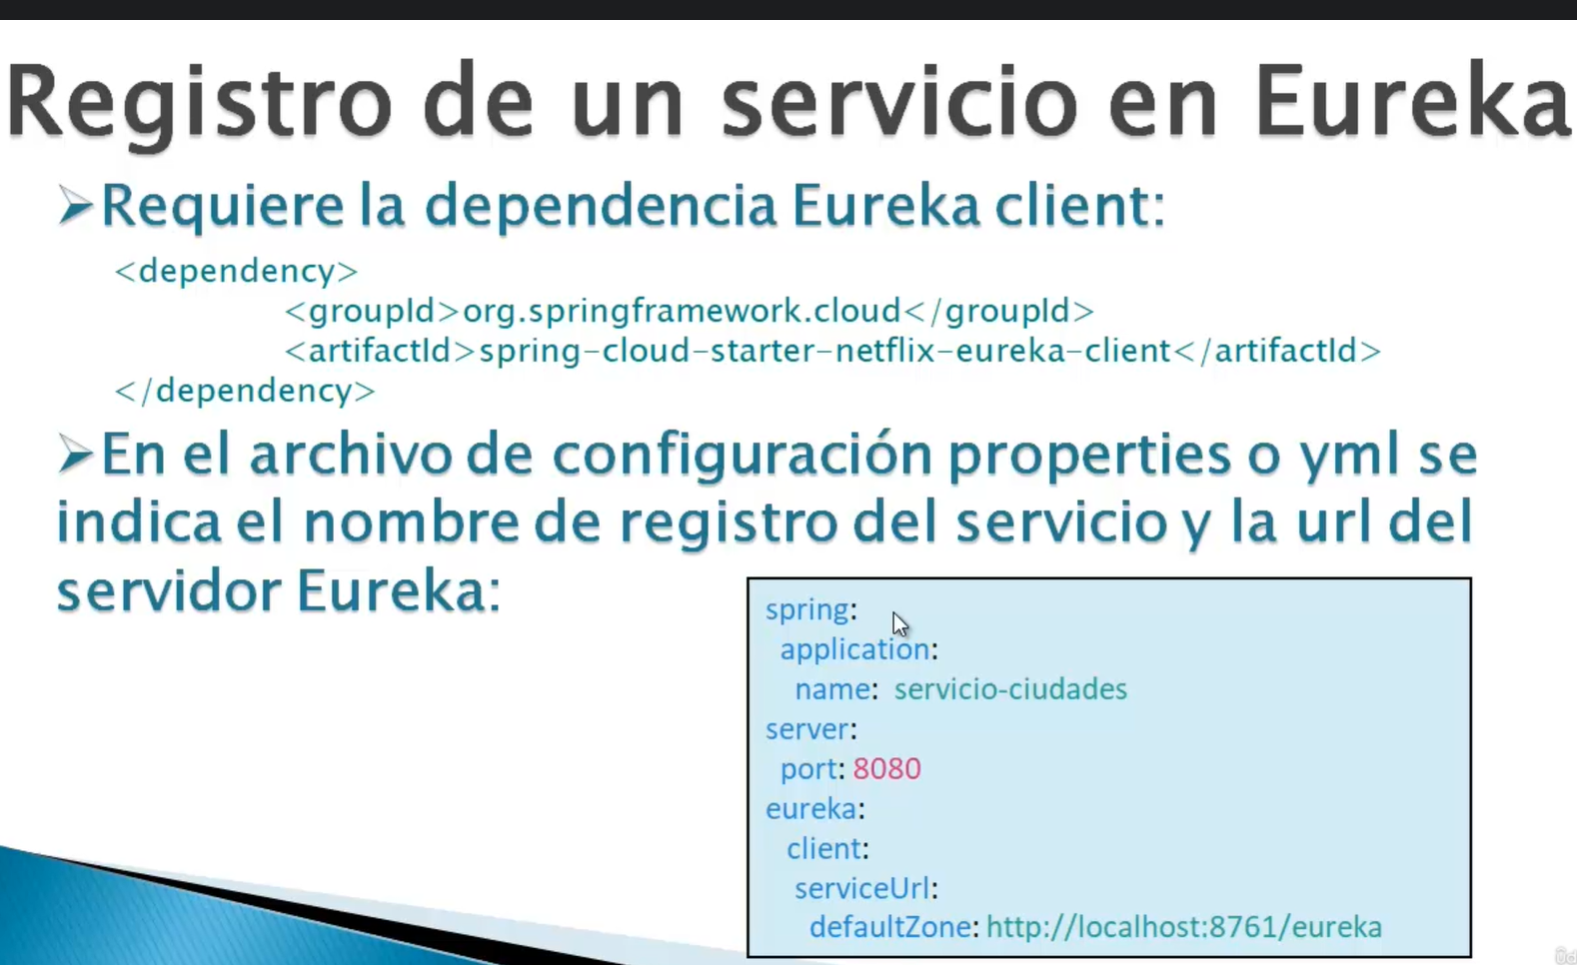 Registro de un servicio en Eureka
➢Requiere la dependencia Eureka client:
<dependency>
<groupId>org.springframework.cloud</groupId>
<artifactId>spring-cloud-starter-netflix-eureka-client</artifactId>
</dependency>
➢En el archivo de configuración properties o yml se
indica el nombre de registro del servicio y la url del
servidor Eureka:
spring:
application:
name: servicio-ciudades
server:
port: 8080
eureka:
client:
serviceUrl:
defaultZone: http://localhost:8761/eureka